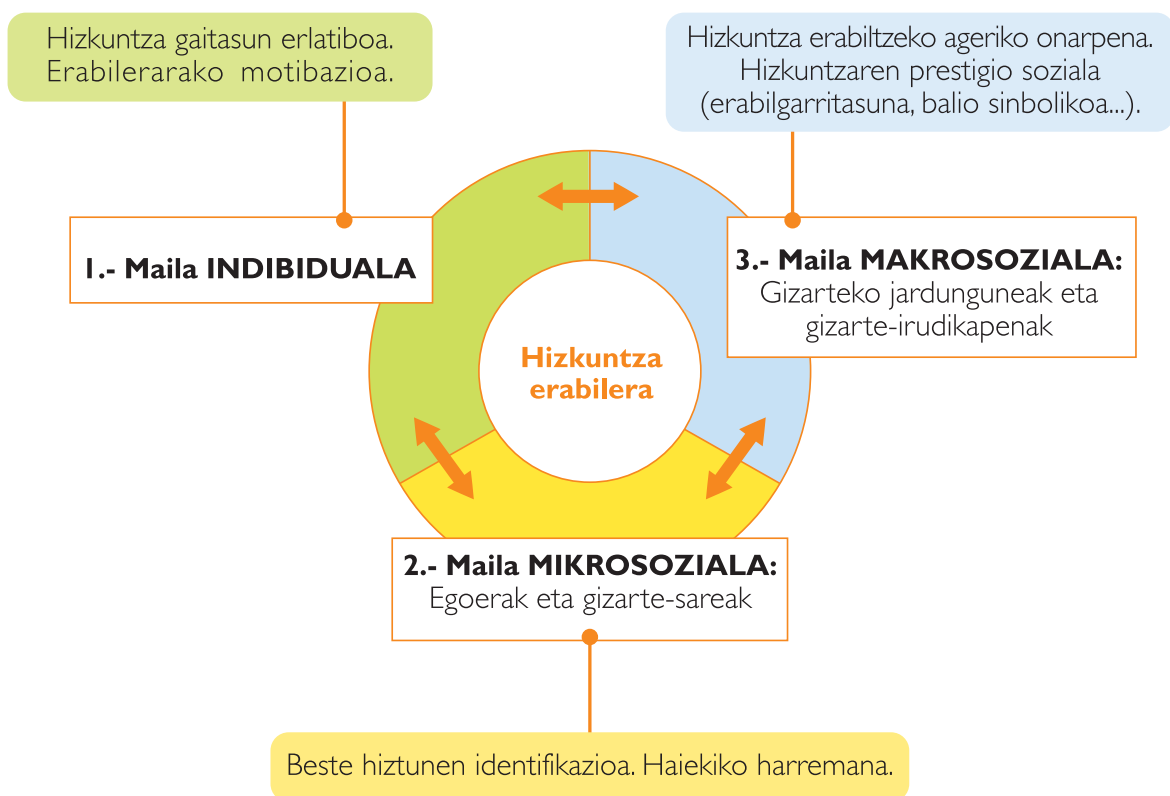 Hizkuntza gaitasun erlatiboa.
Erabilerarako motibazioa.
Hizkuntza erabiltzeko ageriko onarpena.
Hizkuntzaren prestigio soziala
(erabilgarritasuna, balio sinbolikoa...).
1.- Maila INDIBIDUALA
3.- Maila MAKROSOZIALA:
Gizarteko jardunguneak eta
gizarte-irudikapenak
Hizkuntza
erabilera
2.- Maila MIKROSOZIALA:
Egoerak eta gizarte-sareak
Beste hiztunen identifikazioa. Haiekiko harremana.